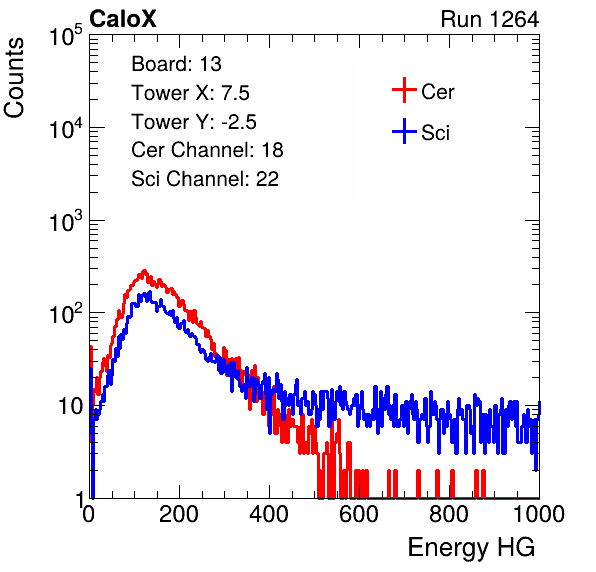 CaloX Run 1264
Counts
Board: 13
Tower X: 7.5
Tower Y: -2.5
Cer Channel: 18
Sci Channel: 22
Cer
Sci
10^5
10^4
10^3
10^2
10
1
0 200 400 600 800 1000
Energy HG